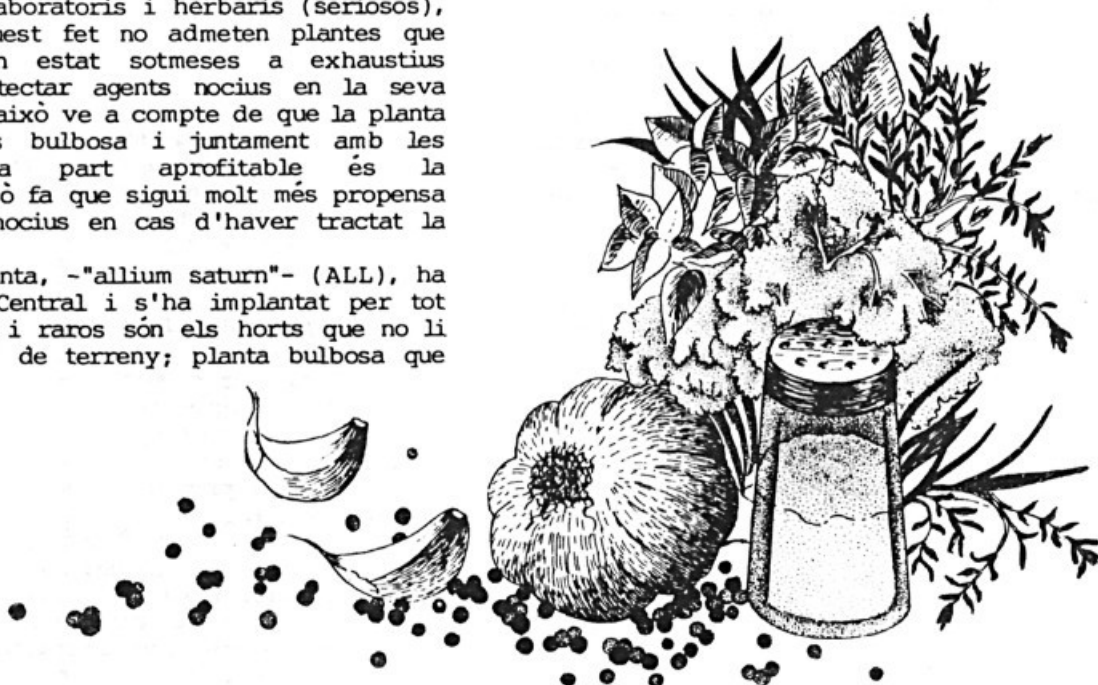 aboratoris i herbaris (seriosos),
uest fet no admeten plantes que
n estat sotmeses a exhaustius
tectar agents nocius en la seva
això ve a compte de que la planta
s bulbosa i juntament amb les
a part aprofitable és la
ò fa que sigui molt més propensa
nocius en cas d'haver tractat la
nta, -"allium saturn"- (ALL), ha
Central i s'ha implantat per tot
i raros són els horts que no li
de terreny; planta bulbosa que